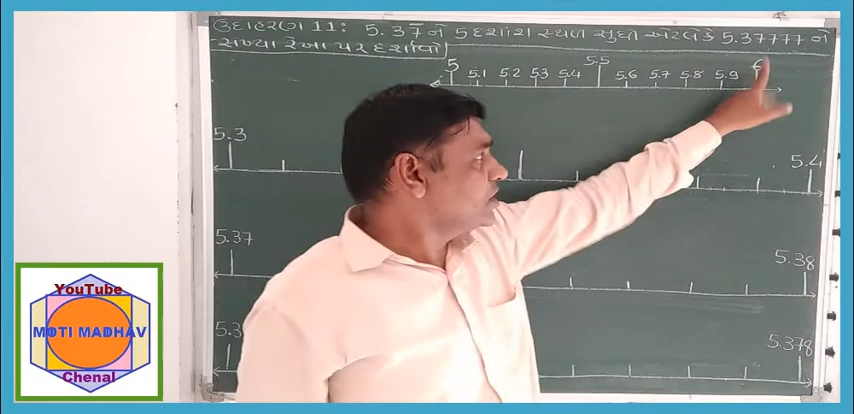 ઉદાહરણ 11: 5.37̄ ને 5 દશાંશ સ્થળ સુધી એટલેકે 5.37777 ને
સંખ્યા રેખા પર દર્શાવો
5 5.1 5.2 5.3 5.4 5.5 5.6 5.7 5.8 5.9
5.3 5.4
5.37 5.38
5.378
YouTube
MOTI MADHAV
Chenal